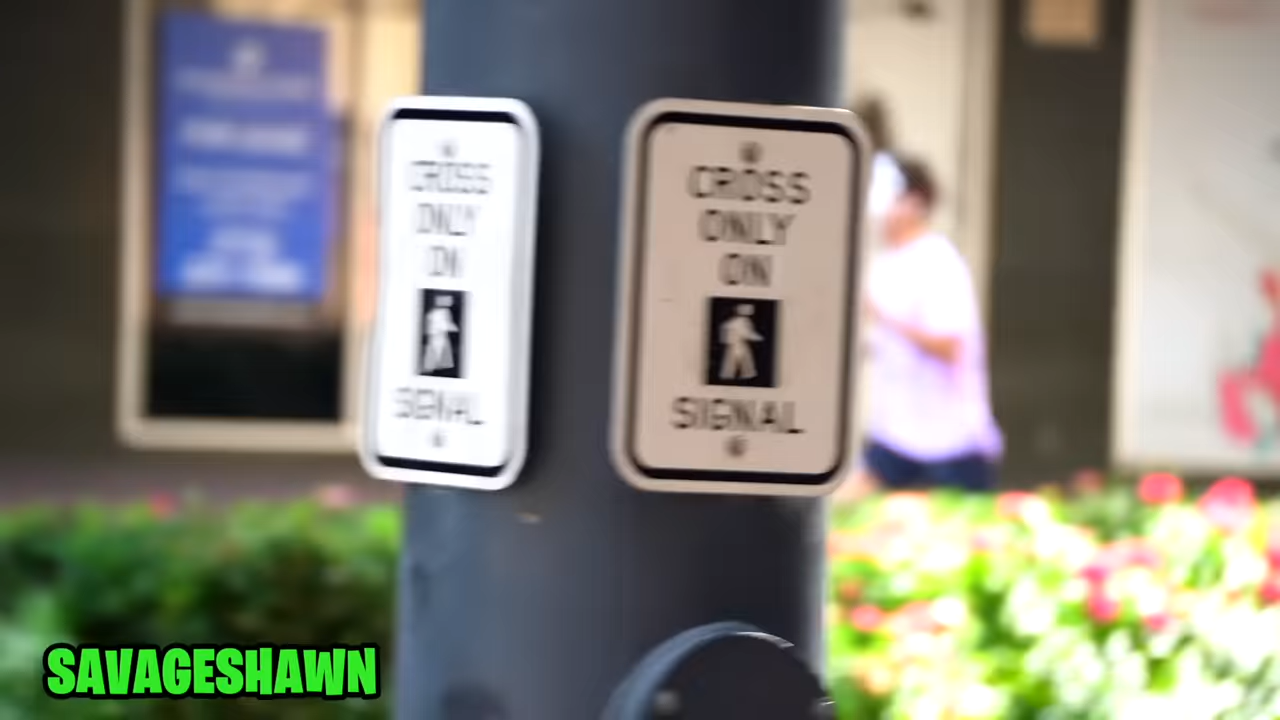 CROSS
ONLY
ON
SIGNAL
CROSS
ONLY
ON
SIGNAL
SAVAGESHAWN